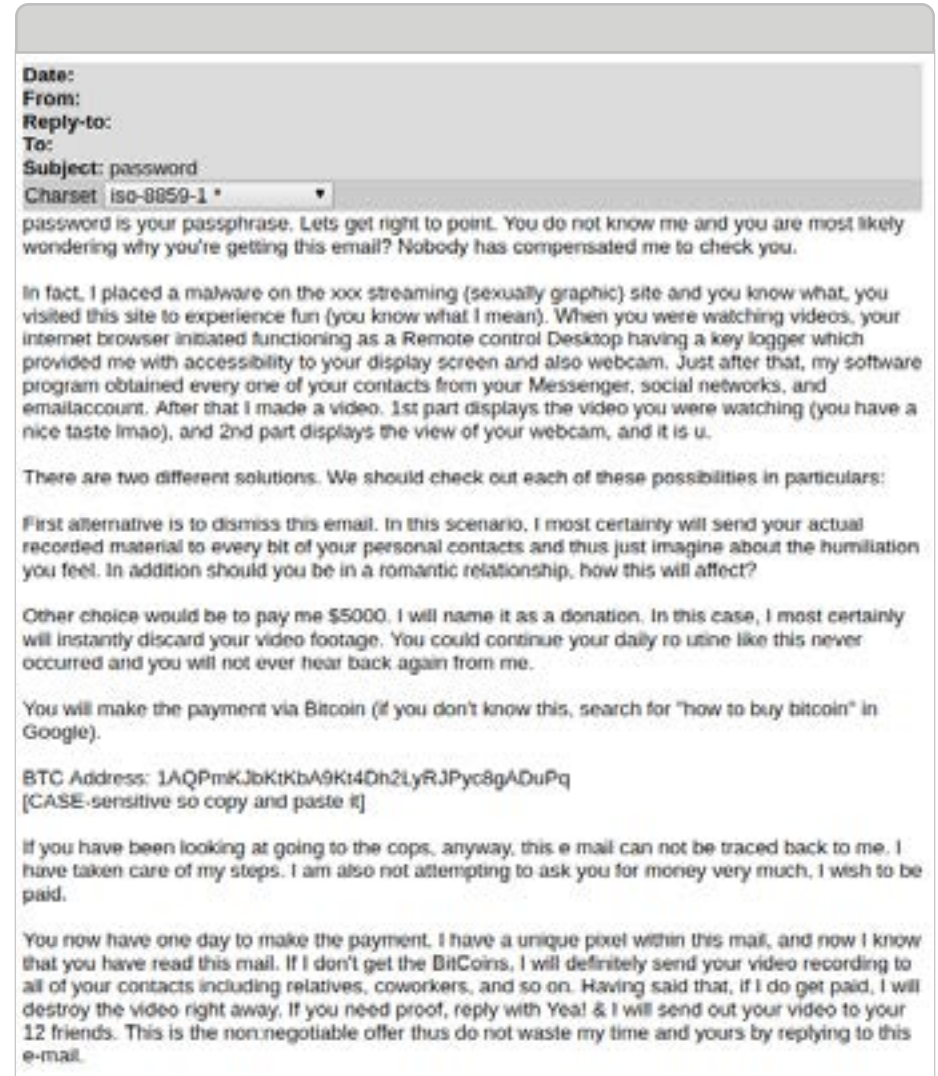 Date:
From:
Reply-to:
To:
Subject: password
Charset iso-8859-1 *
password is your passphrase. Lets get right to point. You do not know me and you are most likely
wondering why you're getting this email? Nobody has compensated me to check you.
In fact, I placed a malware on the xxx streaming (sexually graphic) site and you know what, you
visited this site to experience fun (you know what I mean). When you were watching videos, your
internet browser initiated functioning as a Remote control Desktop having a key logger which
provided me with accessibility to your display screen and also webcam. Just after that, my software
program obtained every one of your contacts from your Messenger, social networks, and
emailaccount. After that I made a video. 1st part displays the video you were watching (you have a
nice taste lmao), and 2nd part displays the view of your webcam, and it is u.
There are two different solutions. We should check out each of these possibilities in particulars:
First alternative is to dismiss this email. In this scenario, I most certainly will send your actual
recorded material to every bit of your personal contacts and thus just imagine about the humiliation
you feel. In addition should you be in a romantic relationship, how this will affect?
Other choice would be to pay me $5000. I will name it as a donation. In this case, I most certainly
will instantly discard your video footage. You could continue your daily ro utine like this never
occurred and you will not ever hear back again from me.
You will make the payment via Bitcoin (if you don't know this, search for "how to buy bitcoin" in
Google).
BTC Address: 1AQPmKJbKtKbA9Kt4Dh2LyRJPyc8gADuPq
[CASE-sensitive so copy and paste it]
If you have been looking at going to the cops, anyway, this e mail can not be traced back to me. I
have taken care of my steps. I am also not attempting to ask you for money very much, I wish to be
paid.
You now have one day to make the payment. I have a unique pixel within this mail, and now I know
that you have read this mail. If I don't get the BitCoins, I will definitely send your video recording to
all of your contacts including relatives, coworkers, and so on. Having said that, if I do get paid, I will
destroy the video right away. If you need proof, reply with Yea! & I will send out your video to your
12 friends. This is the non:negotiable offer thus do not waste my time and yours by replying to this
e-mail.